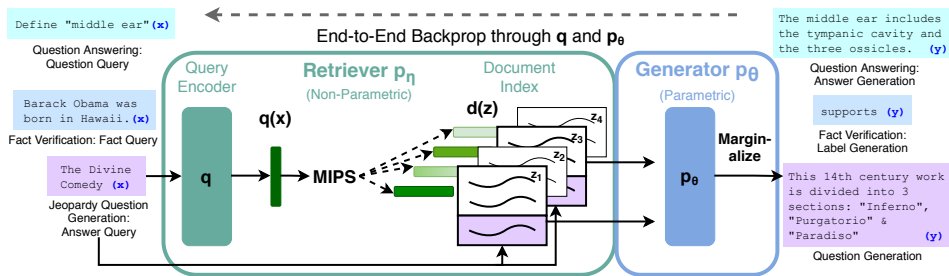 End-to-End Backprop through q and pθ
Define "middle ear" (x)
Question Answering:
Question Query
Barack Obama was
born in Hawaii.(x)
Fact Verification: Fact Query
The Divine
Comedy (x)
Jeopardy Question
Generation:
Answer Query
Query
Encoder
q
q(x)
Retriever pη
(Non-Parametric)
MIPS
Document
Index
d(z)
z4
z3
z2
z1
Generator pθ
(Parametric)
pθ
Margin-
alize
The middle ear includes
the tympanic cavity and
the three ossicles. (y)
Question Answering:
Answer Generation
supports (y)
Fact Verification:
Label Generation
This 14th century work
is divided into 3
sections: "Inferno",
"Purgatorio" &
"Paradiso" (y)
Question Generation